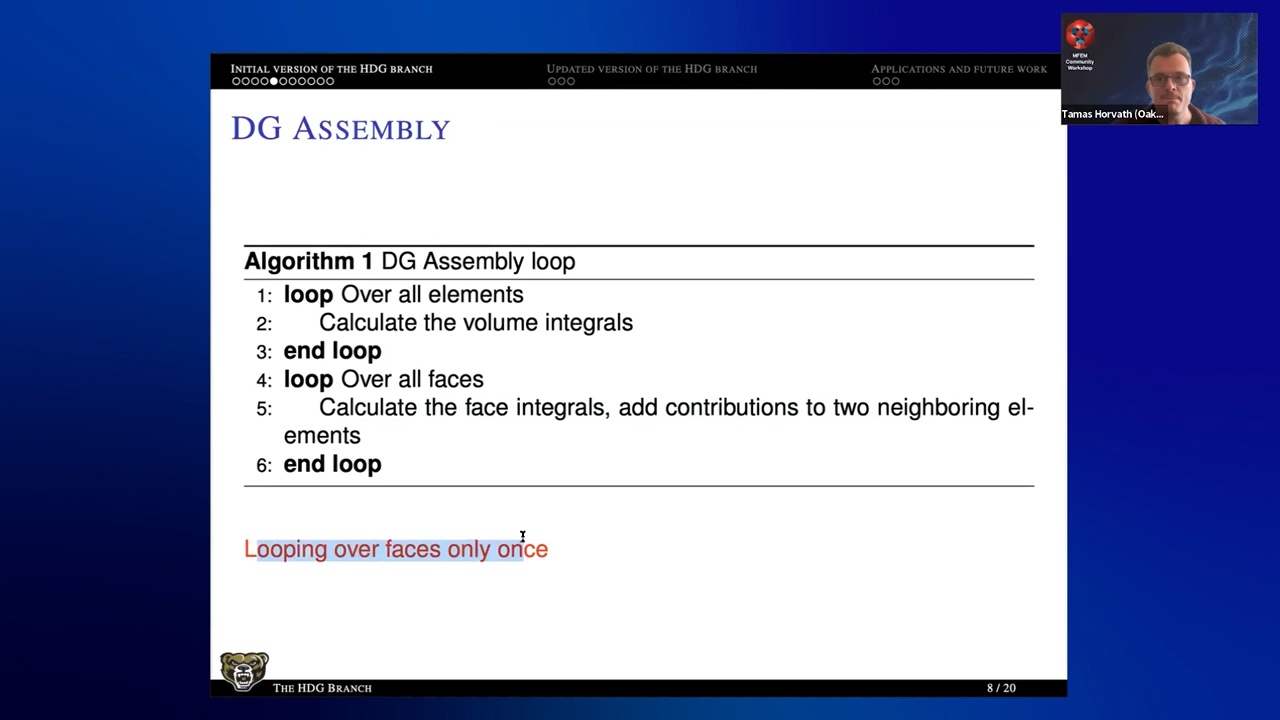 INITIAL VERSION OF THE HDG BRANCH
UPDATED VERSION OF THE HDG BRANCH
APPLICATIONS AND FUTURE WORK
MFEM
Community
Workshop
Tamas Horvath (Oak...
DG ASSEMBLY
Algorithm 1 DG Assembly loop
1: loop Over all elements
2: Calculate the volume integrals
3: end loop
4: loop Over all faces
5: Calculate the face integrals, add contributions to two neighboring el-
ements
6: end loop
Looping over faces only once
THE HDG BRANCH
8 / 20